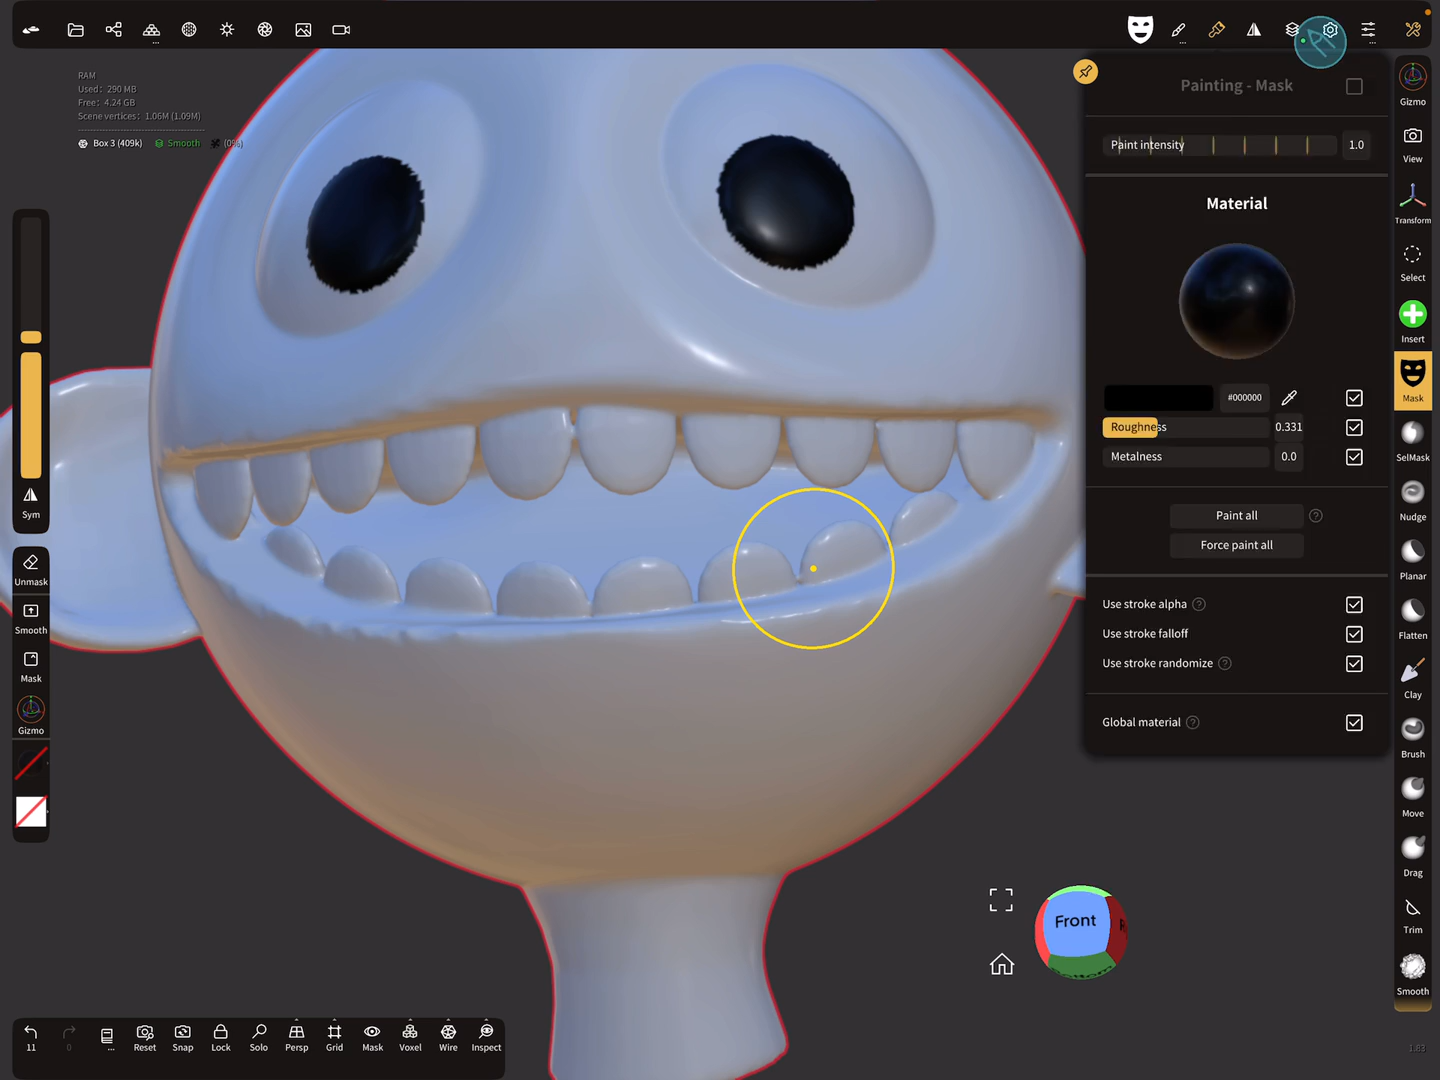 RAM
Used: 290 MB
Free: 4.24 GB
Scene vertices: 1.06M (1.09M)
Box 3 (409k) Smooth (0%)
Painting - Mask
Paint intensity 1.0
Material
#000000
Roughness 0.331
Metalness 0.0
Paint all ?
Force paint all
Use stroke alpha ?
Use stroke falloff
Use stroke randomize ?
Global material ?
Gizmo
View
Transform
Select
Insert
Mask
SelMask
Nudge
Planar
Flatten
Clay
Brush
Move
Drag
Trim
Smooth
Sym
Unmask
Smooth
Mask
Gizmo
Front
R
11
0
...
Reset
Snap
Lock
Solo
Persp
Grid
Mask
Voxel
Wire
Inspect
1.83